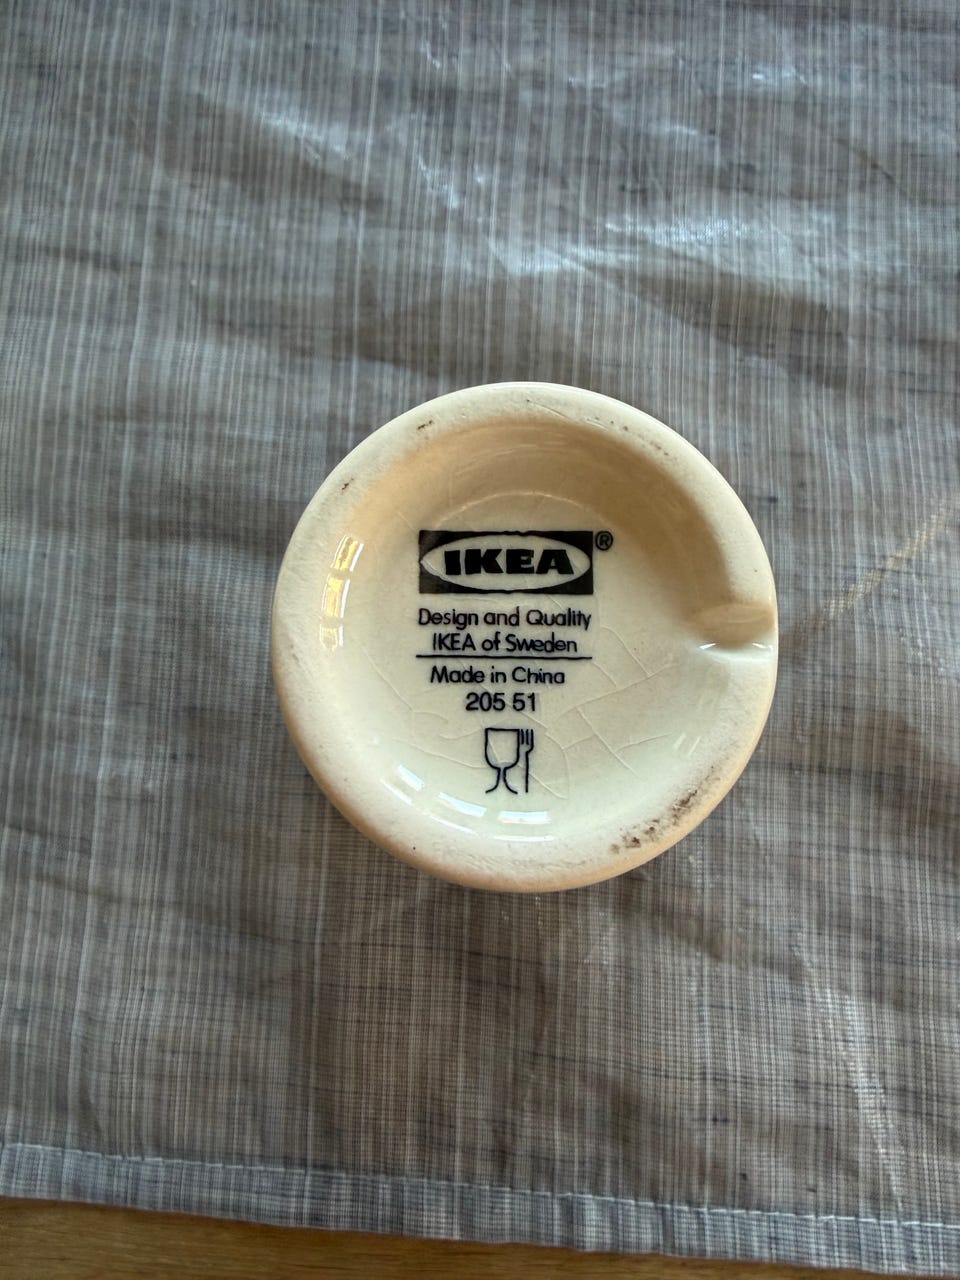 IKEA®
Design and Quality
IKEA of Sweden
Made in China
205 51